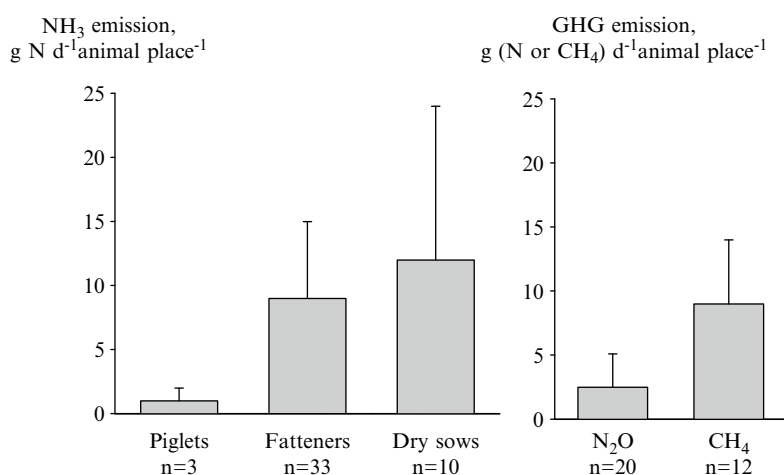 NH₃ emission,
g N d⁻¹animal place⁻¹
25
20
15
10
5
0
Piglets
n=3
Fatteners
n=33
Dry sows
n=10
GHG emission,
g (N or CH₄) d⁻¹animal place⁻¹
25
20
15
10
5
0
N₂O
n=20
CH₄
n=12